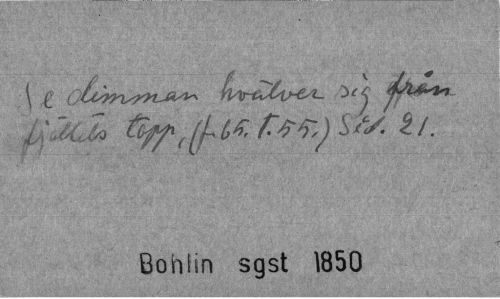 Se dimman hvälver sig från
fjällets topp, (f. 65. t. 55.) Sid. 21.
Bohlin sgst 1850